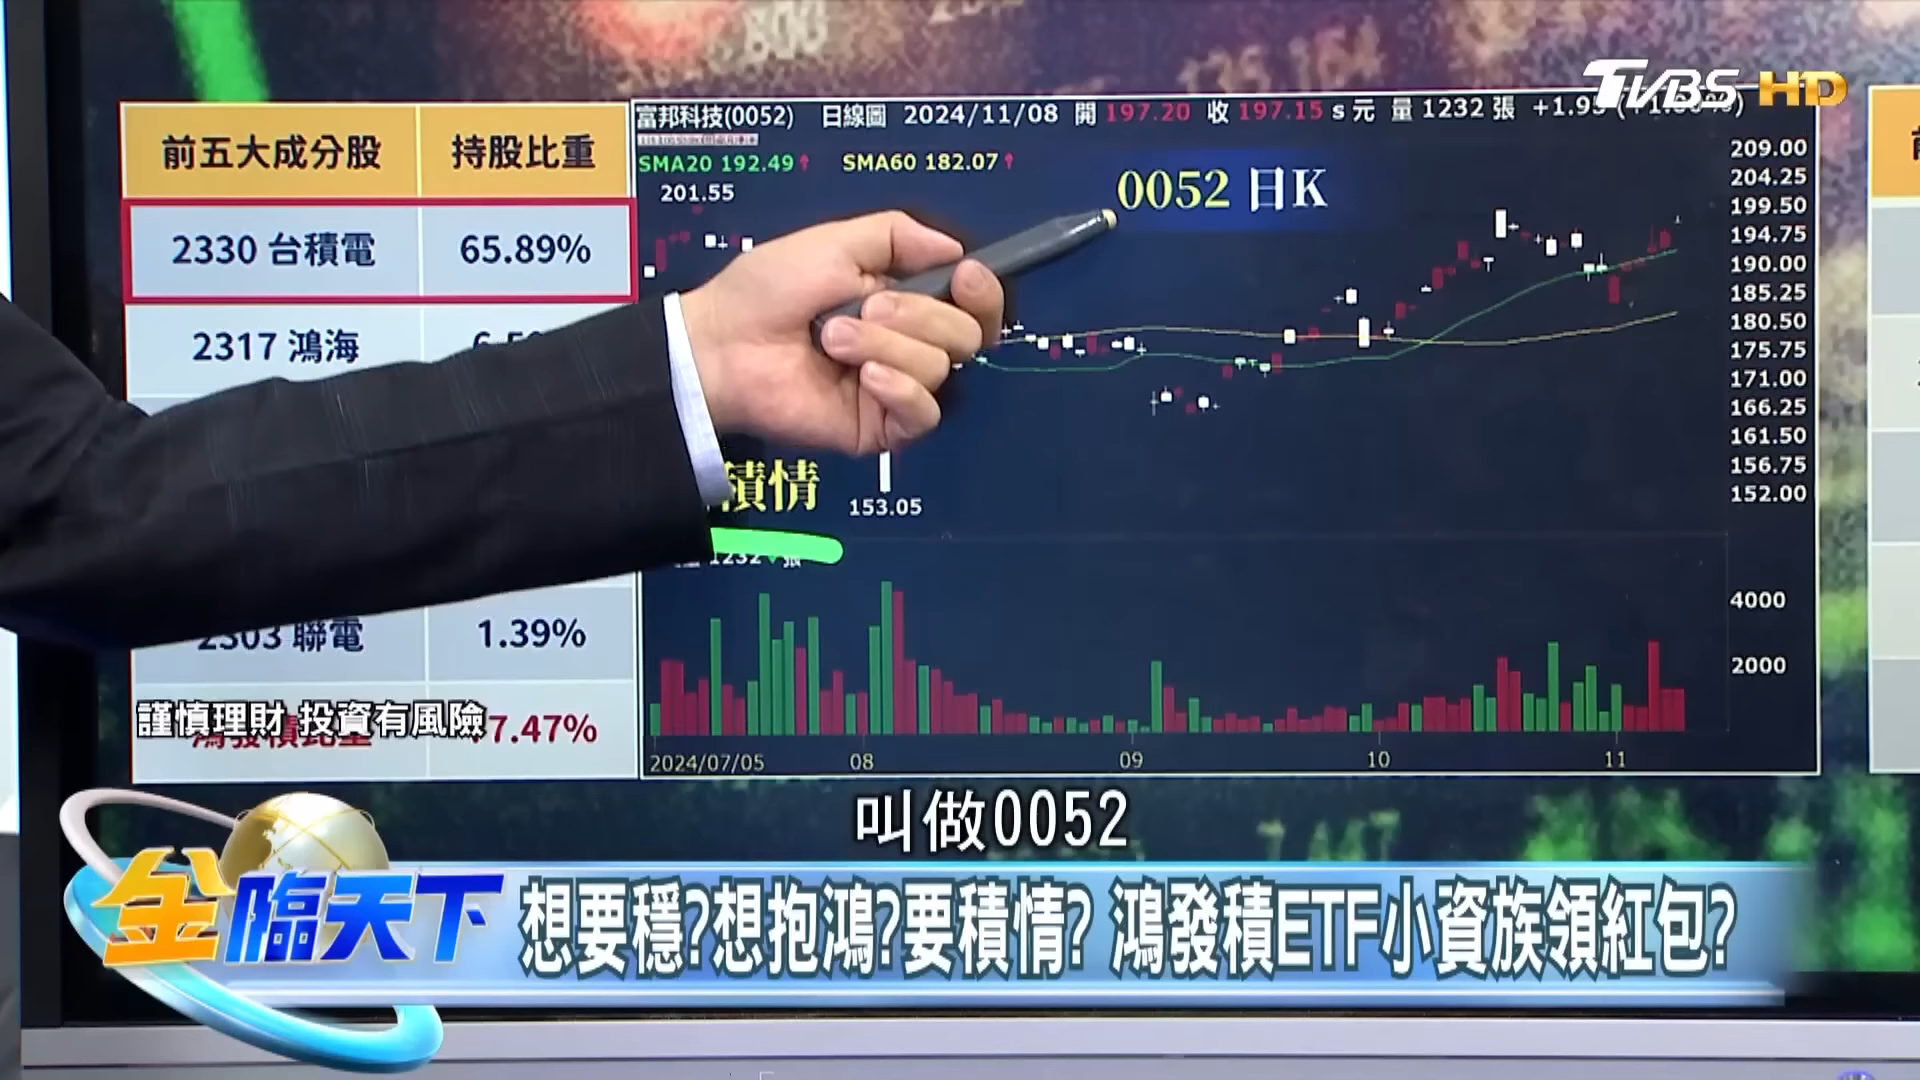 TVBS HD
富邦科技(0052) 日線圖 2024/11/08 開 197.20 收 197.15 s 元 量 1232 張
SMA20 192.49 SMA60 182.07
201.55
0052 日K
前五大成分股 持股比重
2330 台積電 65.89%
2317 鴻海
2303 聯電 1.39%
7.47%
謹慎理財 投資有風險
積情
153.05
209.00
204.25
199.50
194.75
190.00
185.25
180.50
175.75
171.00
166.25
161.50
156.75
152.00
4000
2000
2024/07/05 08 09 10 11
叫做0052
金臨天下
想要穩?想抱鴻?要積情? 鴻發積ETF小資族領紅包?